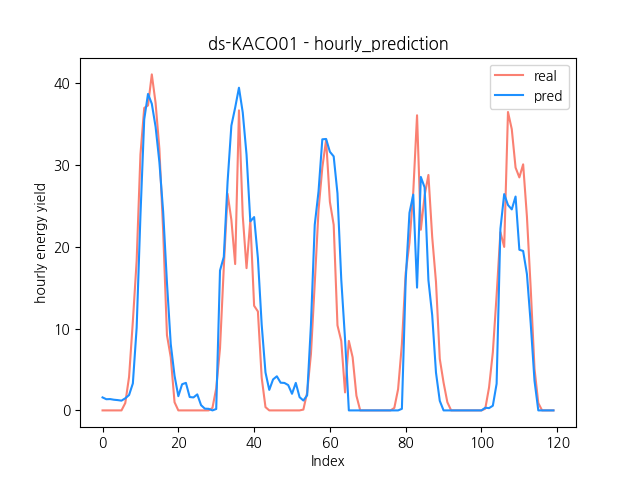 ds-KACO01 - hourly_prediction
real
pred
hourly energy yield
40
30
20
10
0
0 20 40 60 80 100 120
Index